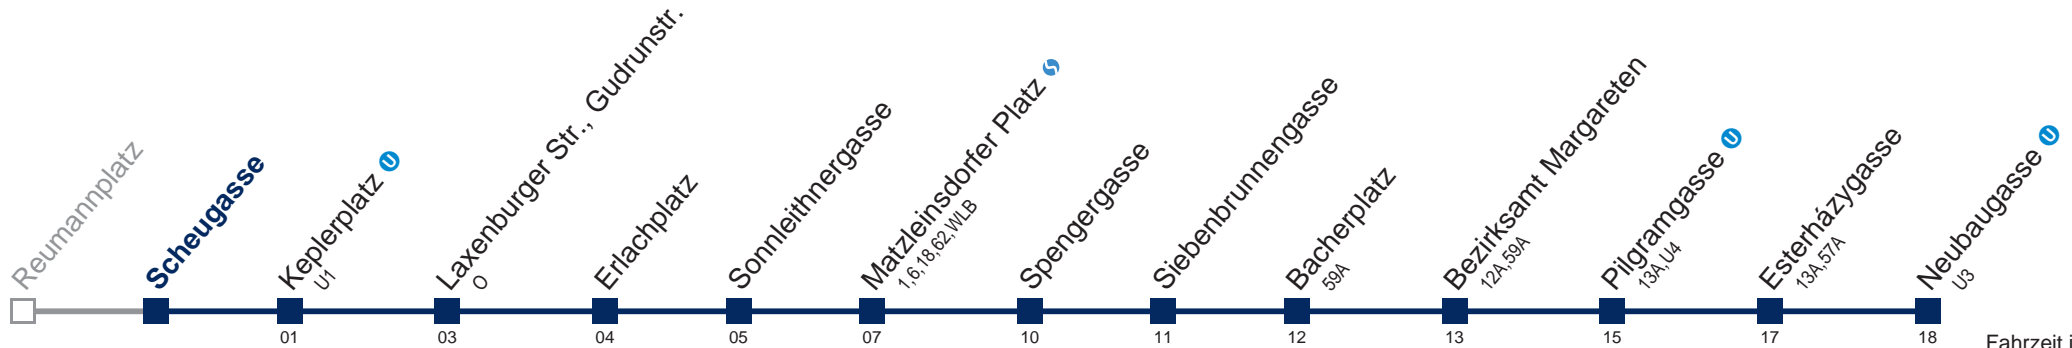 Reumannplatz
Scheugasse
Keplerplatz U
U1
01
Laxenburger Str., Gudrunstr.
O
03
Erlachplatz
04
Sonnleithnergasse
05
Matzleinsdorfer Platz
1,6,18,62,WLB
07
Spengergasse
10
Siebenbrunnengasse
11
Bacherplatz
59A
12
Bezirksamt Margareten
12A,59A
13
Pilgramgasse U
13A,U4
15
Esterházygasse
13A,57A
17
Neubaugasse U
U3
18
Fahrzeit i